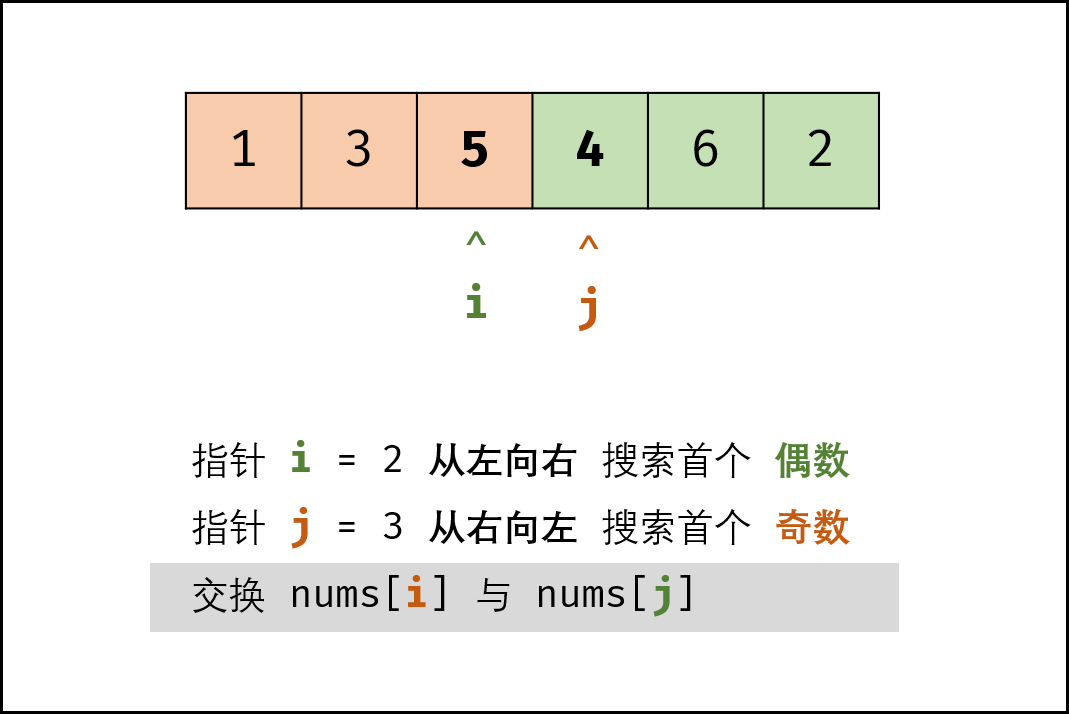 1 3 5 4 6 2
^ ^
i j
指针 i = 2 从左向右 搜索首个 偶数
指针 j = 3 从右向左 搜索首个 奇数
交换 nums[i] 与 nums[j]